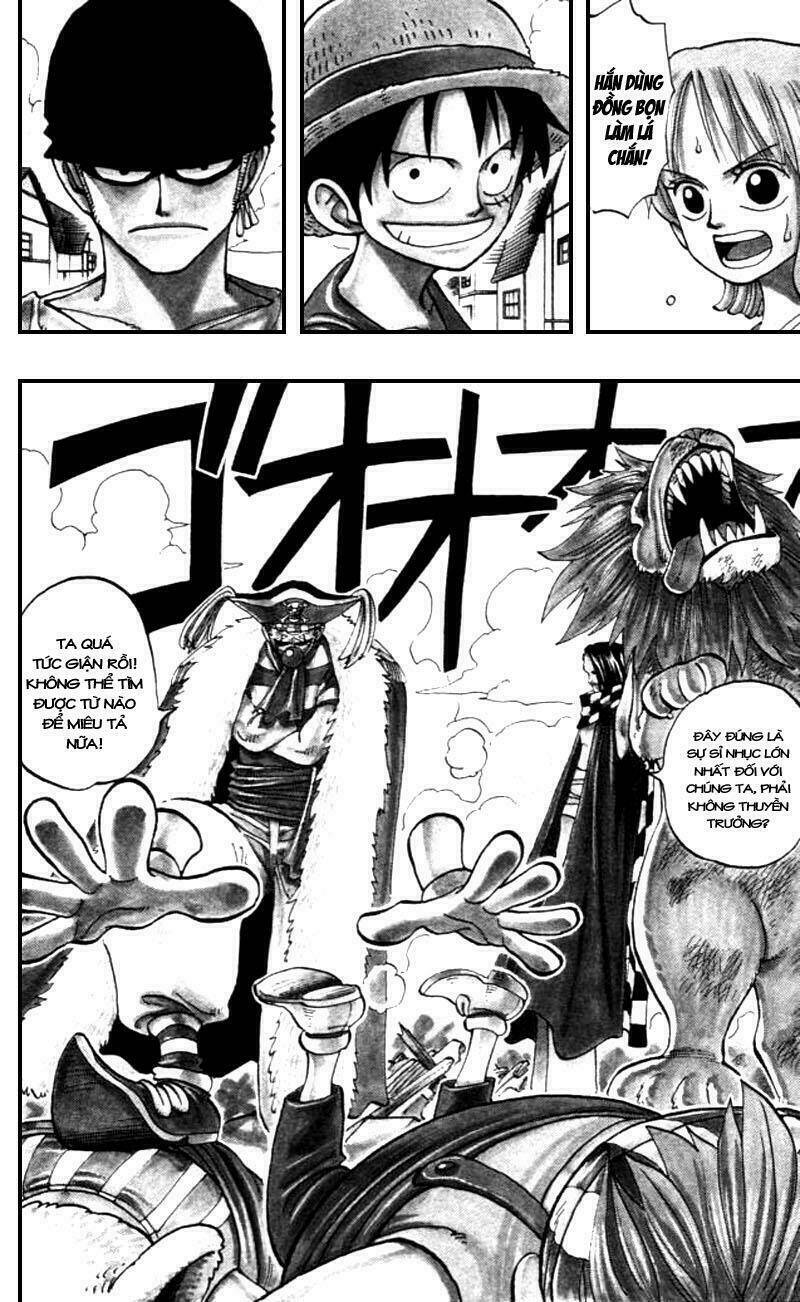 HẮN DÙNG
ĐỒNG BỌN
LÀM LÁ
CHẮN!
ゴオオオ
TA QUÁ
TỨC GIẬN RỒI!
KHÔNG THỂ TÌM
ĐƯỢC TỪ NÀO
ĐỂ MIÊU TẢ
NỮA!
ĐÂY ĐÚNG LÀ
SỰ SỈ NHỤC LỚN
NHẤT ĐỐI VỚI
CHÚNG TA, PHẢI
KHÔNG THUYỀN
TRƯỞNG?